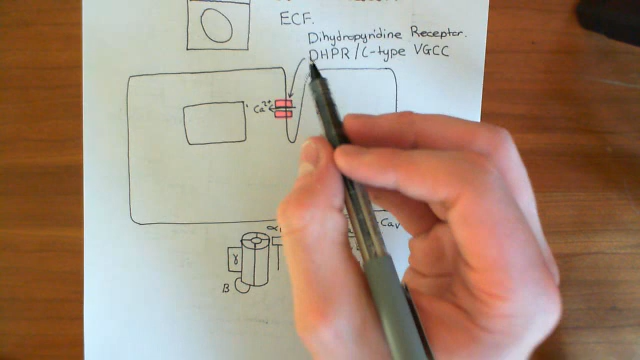 ECF.
Dihydropyridine Receptor.
DHPR / L-type VGCC
Ca²⁺
γ
Cav
β